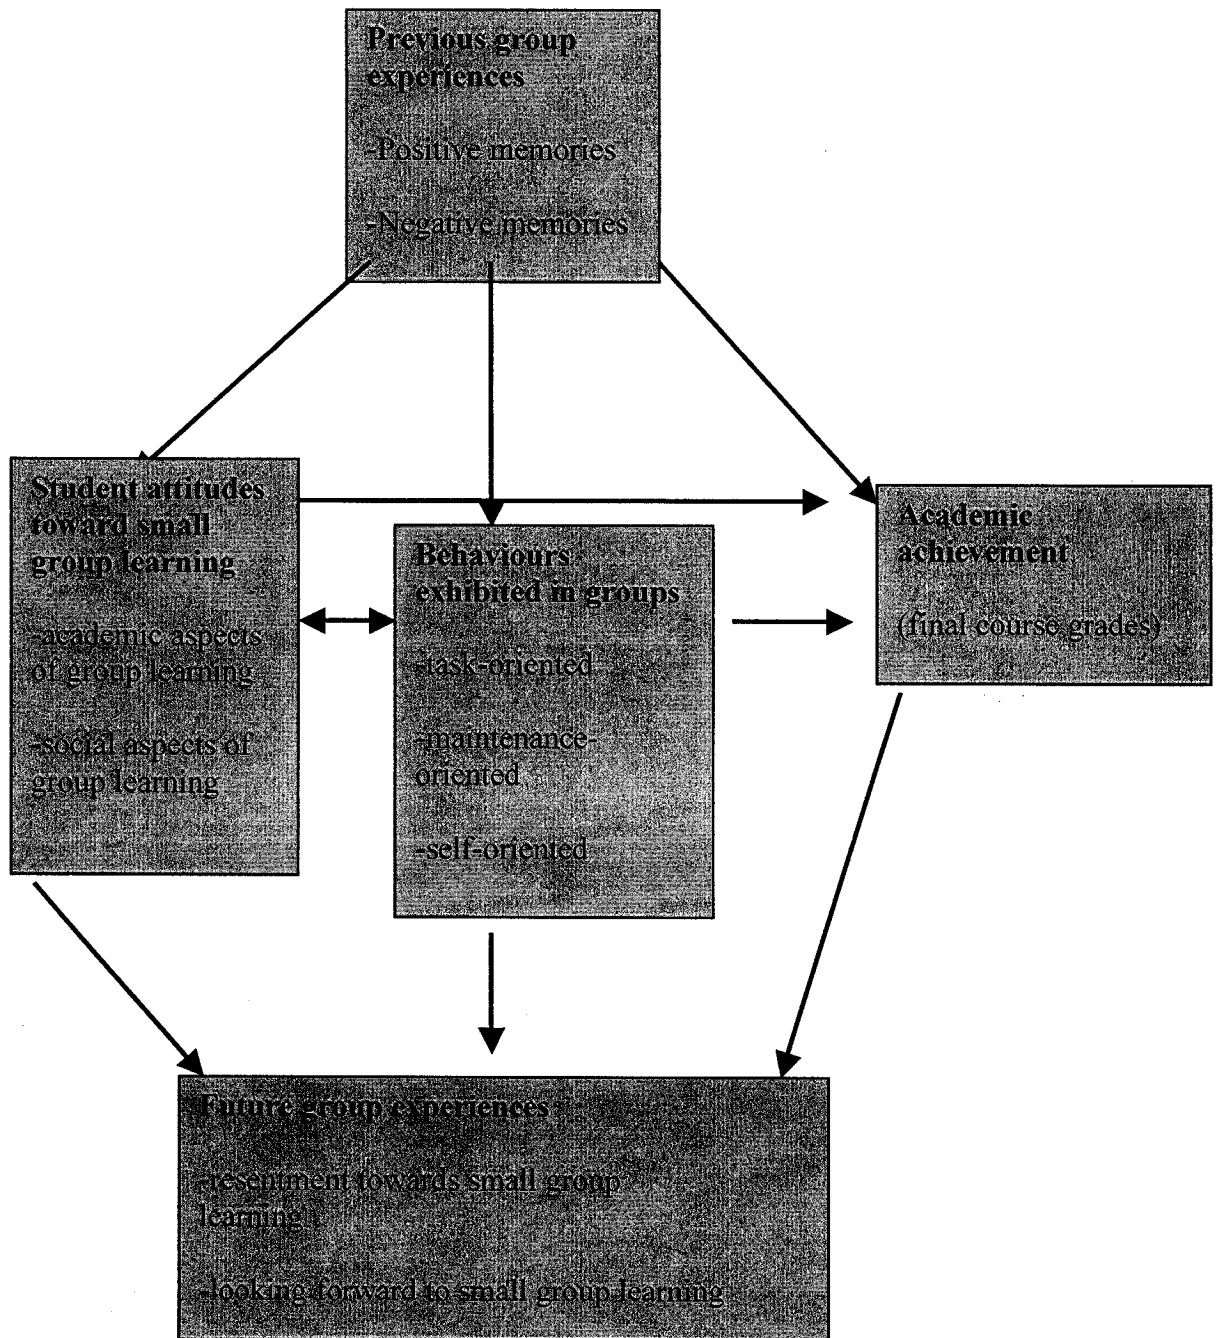 Previous group
experiences
-Positive memories
-Negative memories
Student attitudes
toward small
group learning
-academic aspects
of group learning
-social aspects of
group learning
Behaviours
exhibited in groups
-task-oriented
-maintenance-
oriented
-self-oriented
Academic
achievement
(final course grades)
Future group experiences
-resentment towards small group
learning
-looking forward to small group learning